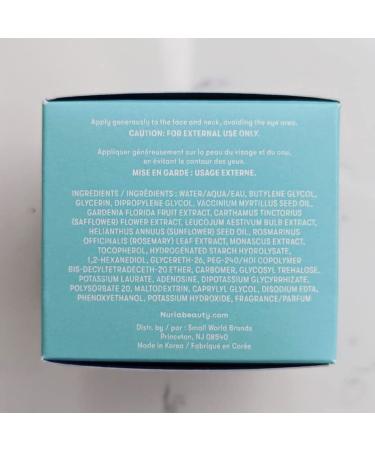 Apply generously to the face and neck, avoiding the eye area.
CAUTION: FOR EXTERNAL USE ONLY.
Appliquer généreusement sur la peau du visage et du cou,
en évitant le contour des yeux.
MISE EN GARDE : USAGE EXTERNE.
INGREDIENTS / INGRÉDIENTS : WATER/AQUA/EAU, BUTYLENE GLYCOL,
GLYCERIN, DIPROPYLENE GLYCOL, VACCINIUM MYRTILLUS SEED OIL,
GARDENIA FLORIDA FRUIT EXTRACT, CARTHAMUS TINCTORIUS
(SAFFLOWER) FLOWER EXTRACT, LEUCOJUM AESTIVUM BULB EXTRACT,
HELIANTHUS ANNUUS (SUNFLOWER) SEED OIL, ROSMARINUS
OFFICINALIS (ROSEMARY) LEAF EXTRACT, MONASCUS EXTRACT,
TOCOPHEROL, HYDROGENATED STARCH HYDROLYSATE,
1,2-HEXANEDIOL, GLYCERETH-26, PEG-240/HDI COPOLYMER
BIS-DECYLTETRADECETH-20 ETHER, CARBOMER, GLYCOSYL TREHALOSE,
POTASSIUM LAURATE, ADENOSINE, DIPOTASSIUM GLYCYRRHIZATE,
POLYSORBATE 20, MALTODEXTRIN, CAPRYLYL GLYCOL, DISODIUM EDTA,
PHENOXYETHANOL, POTASSIUM HYDROXIDE, FRAGRANCE/PARFUM
Nuriabeauty.com
Distr. by / par : Small World Brands
Princeton, NJ 08540
Made in Korea / Fabriqué en Corée